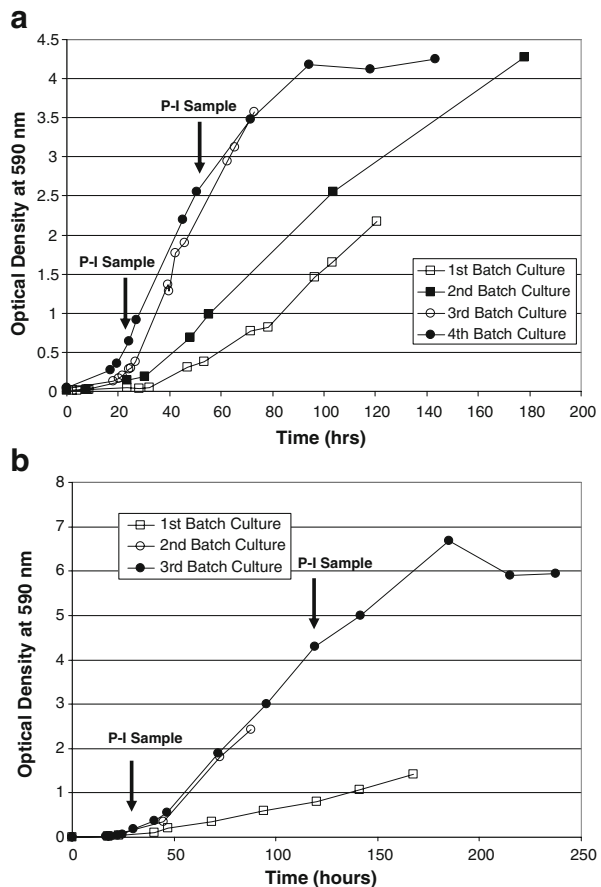 a
4.5
4
3.5
3
2.5
2
1.5
1
0.5
0
Optical Density at 590 nm
P-I Sample
P-I Sample
1st Batch Culture
2nd Batch Culture
3rd Batch Culture
4th Batch Culture
0 20 40 60 80 100 120 140 160 180 200
Time (hrs)
b
8
7
6
5
4
3
2
1
0
Optical Density at 590 nm
1st Batch Culture
2nd Batch Culture
3rd Batch Culture
P-I Sample
P-I Sample
0 50 100 150 200 250
Time (hours)